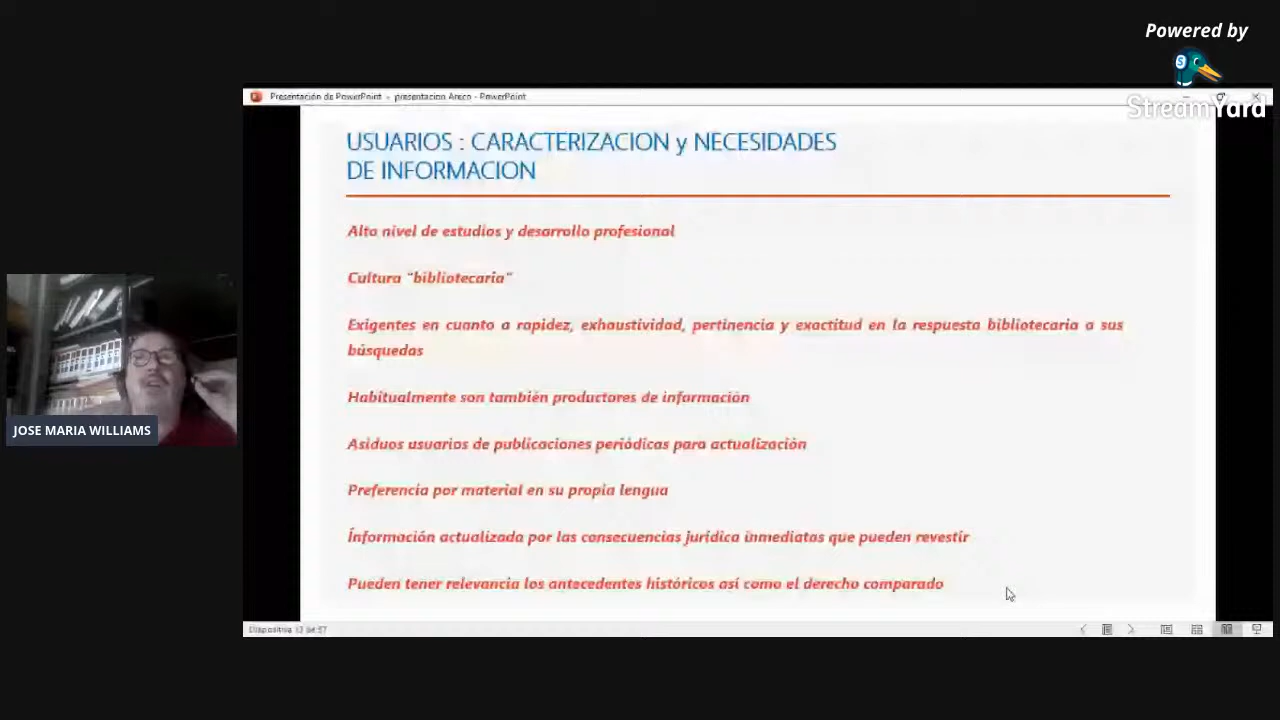 Powered by
StreamYard
Presentación de PowerPoint - presentacion Areco - PowerPoint
USUARIOS : CARACTERIZACION y NECESIDADES
DE INFORMACION
Alto nivel de estudios y desarrollo profesional
Cultura "bibliotecaria"
Exigentes en cuanto a rapidez, exhaustividad, pertinencia y exactitud en la respuesta bibliotecaria a sus
búsquedas
Habitualmente son también productores de información
Asiduos usuarios de publicaciones periódicas para actualización
Preferencia por material en su propia lengua
Ínformación actualizada por las consecuencias jurídica inmediatas que pueden revestir
Pueden tener relevancia los antecedentes históricos así como el derecho comparado
JOSE MARIA WILLIAMS
Diapositiva